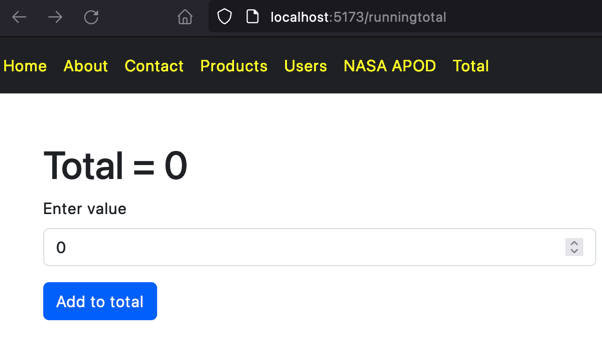 localhost:5173/runningtotal
Home About Contact Products Users NASA APOD Total
Total = 0
Enter value
0
Add to total